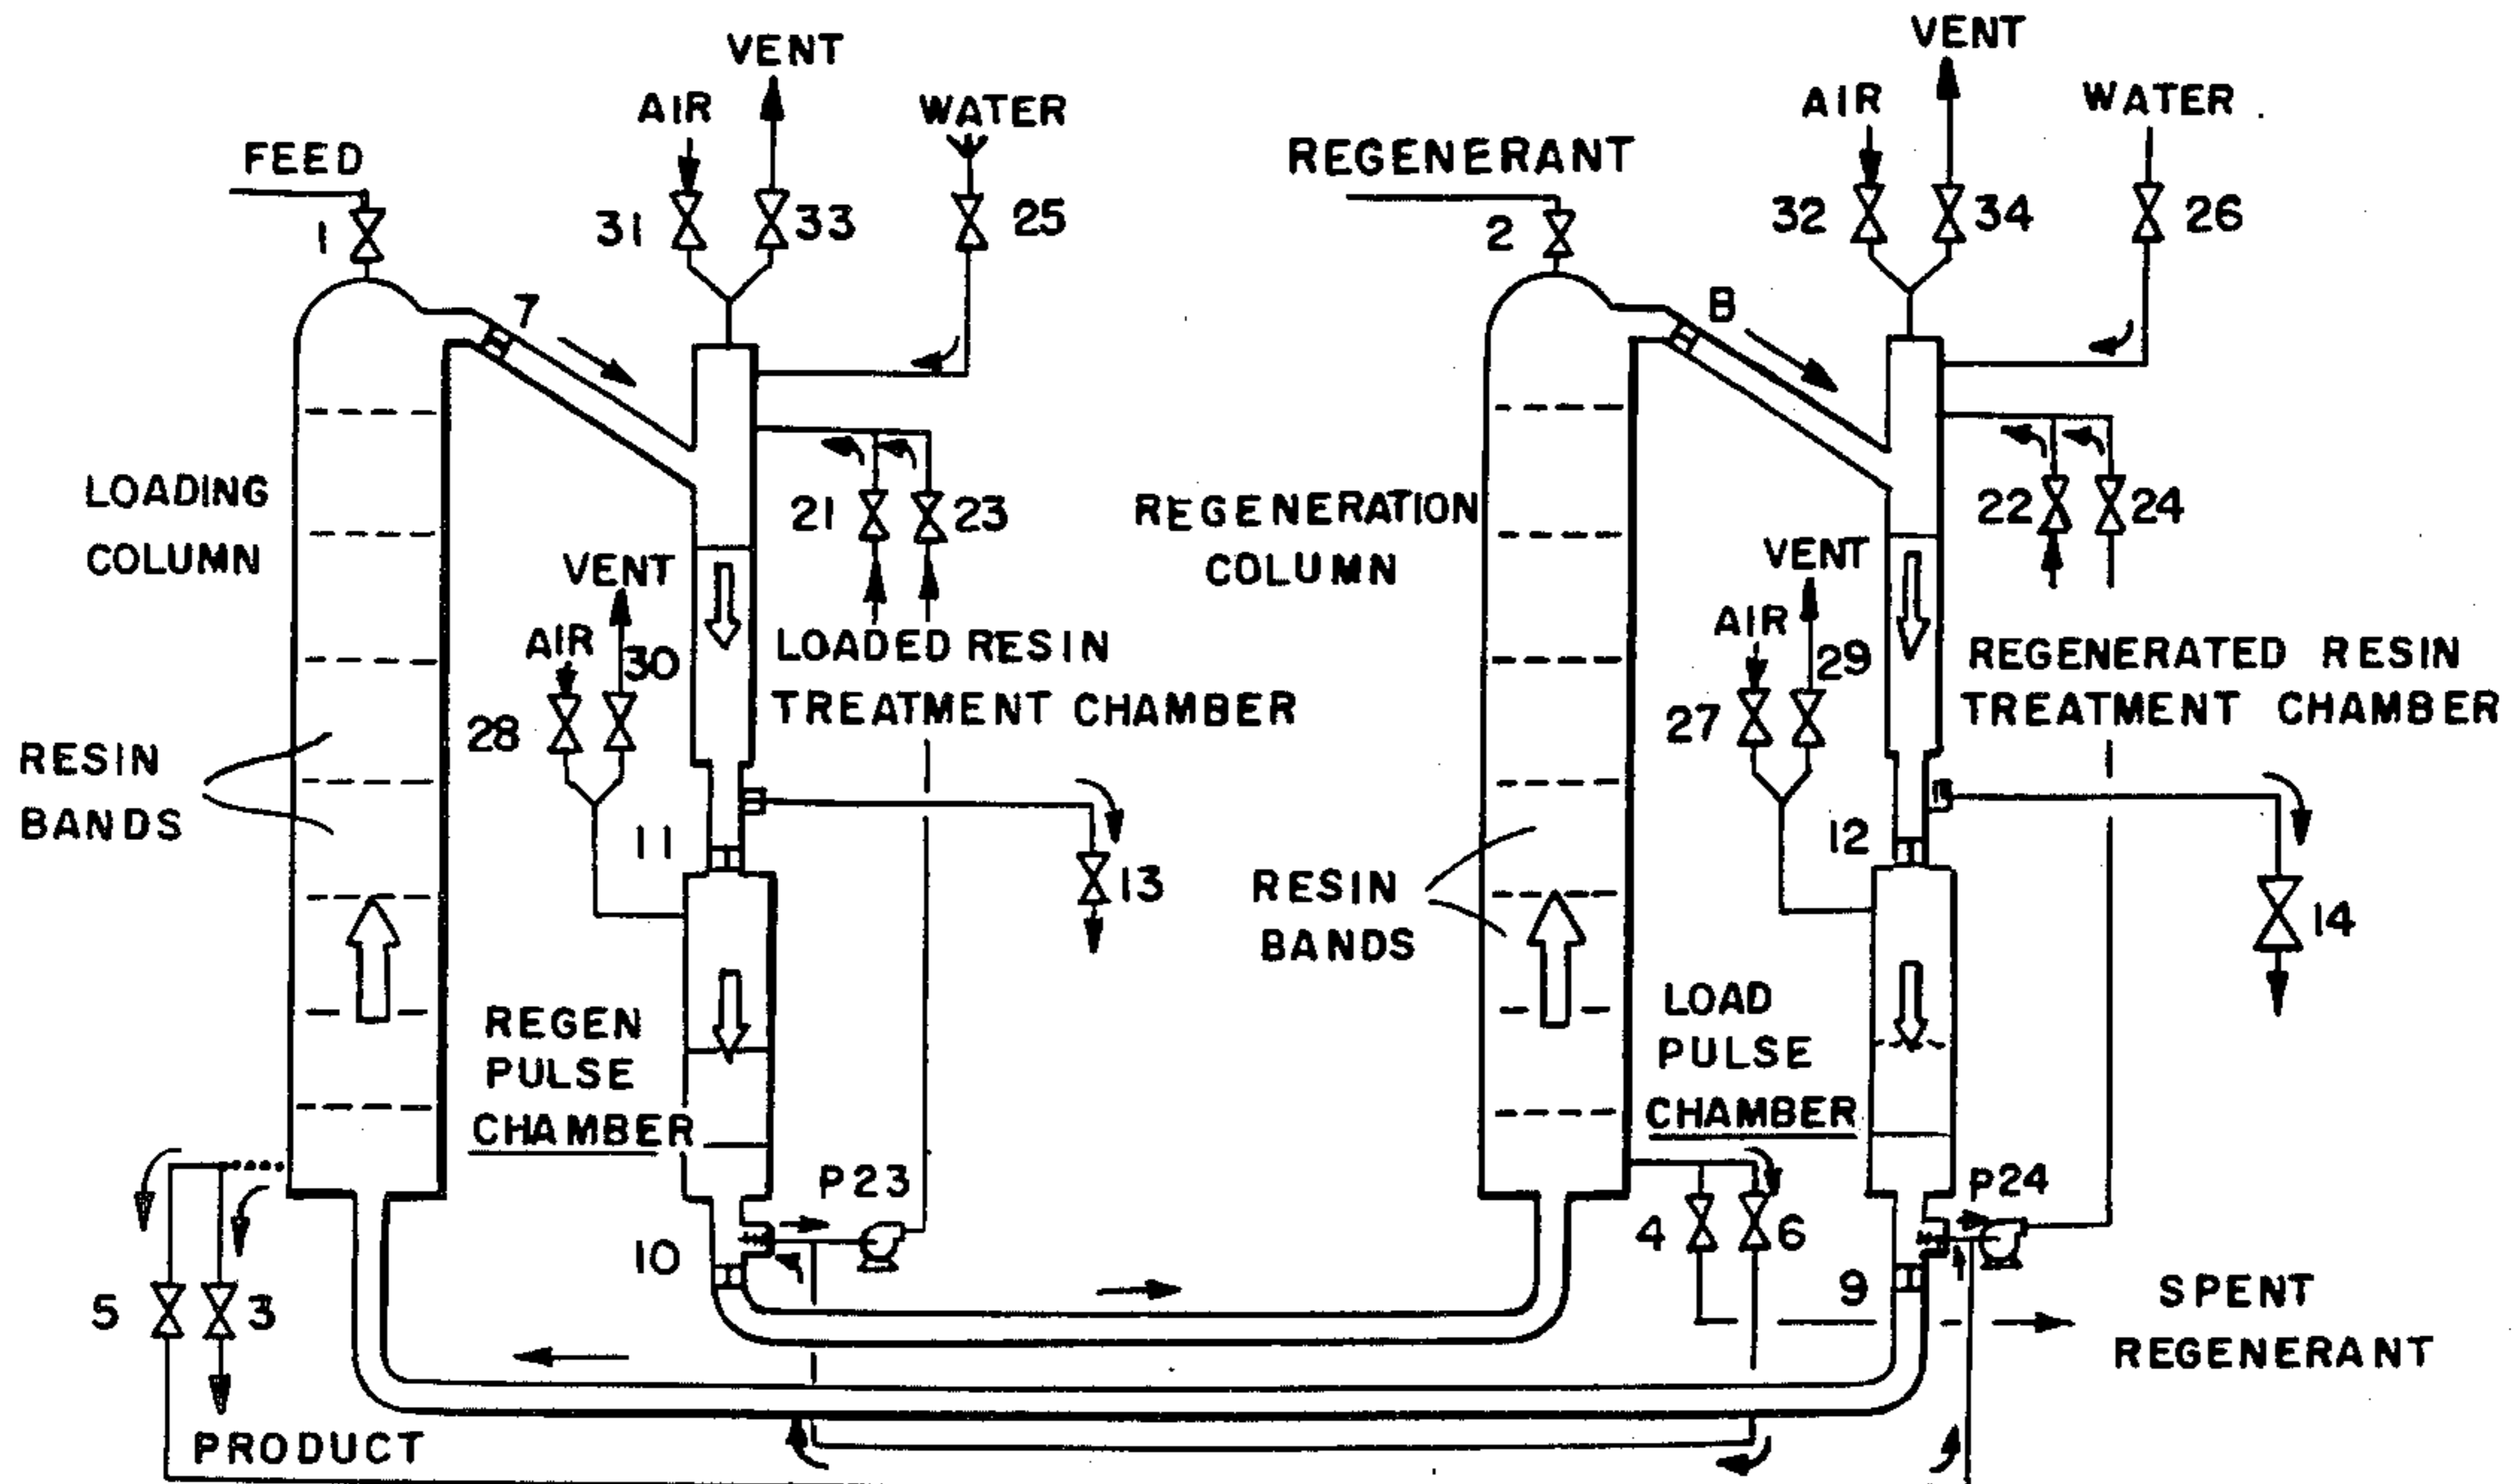 VENT
AIR
WATER
FEED
1
31
33
25
7
LOADING
COLUMN
21
23
VENT
AIR
30
28
LOADED RESIN
TREATMENT CHAMBER
RESIN
BANDS
11
13
REGEN
PULSE
CHAMBER
P23
10
5
3
PRODUCT
VENT
AIR
WATER
REGENERANT
2
32
34
26
8
REGENERATION
COLUMN
22
24
VENT
AIR
29
27
REGENERATED RESIN
TREATMENT CHAMBER
12
14
RESIN
BANDS
LOAD
PULSE
CHAMBER
P24
4
6
9
SPENT
REGENERANT